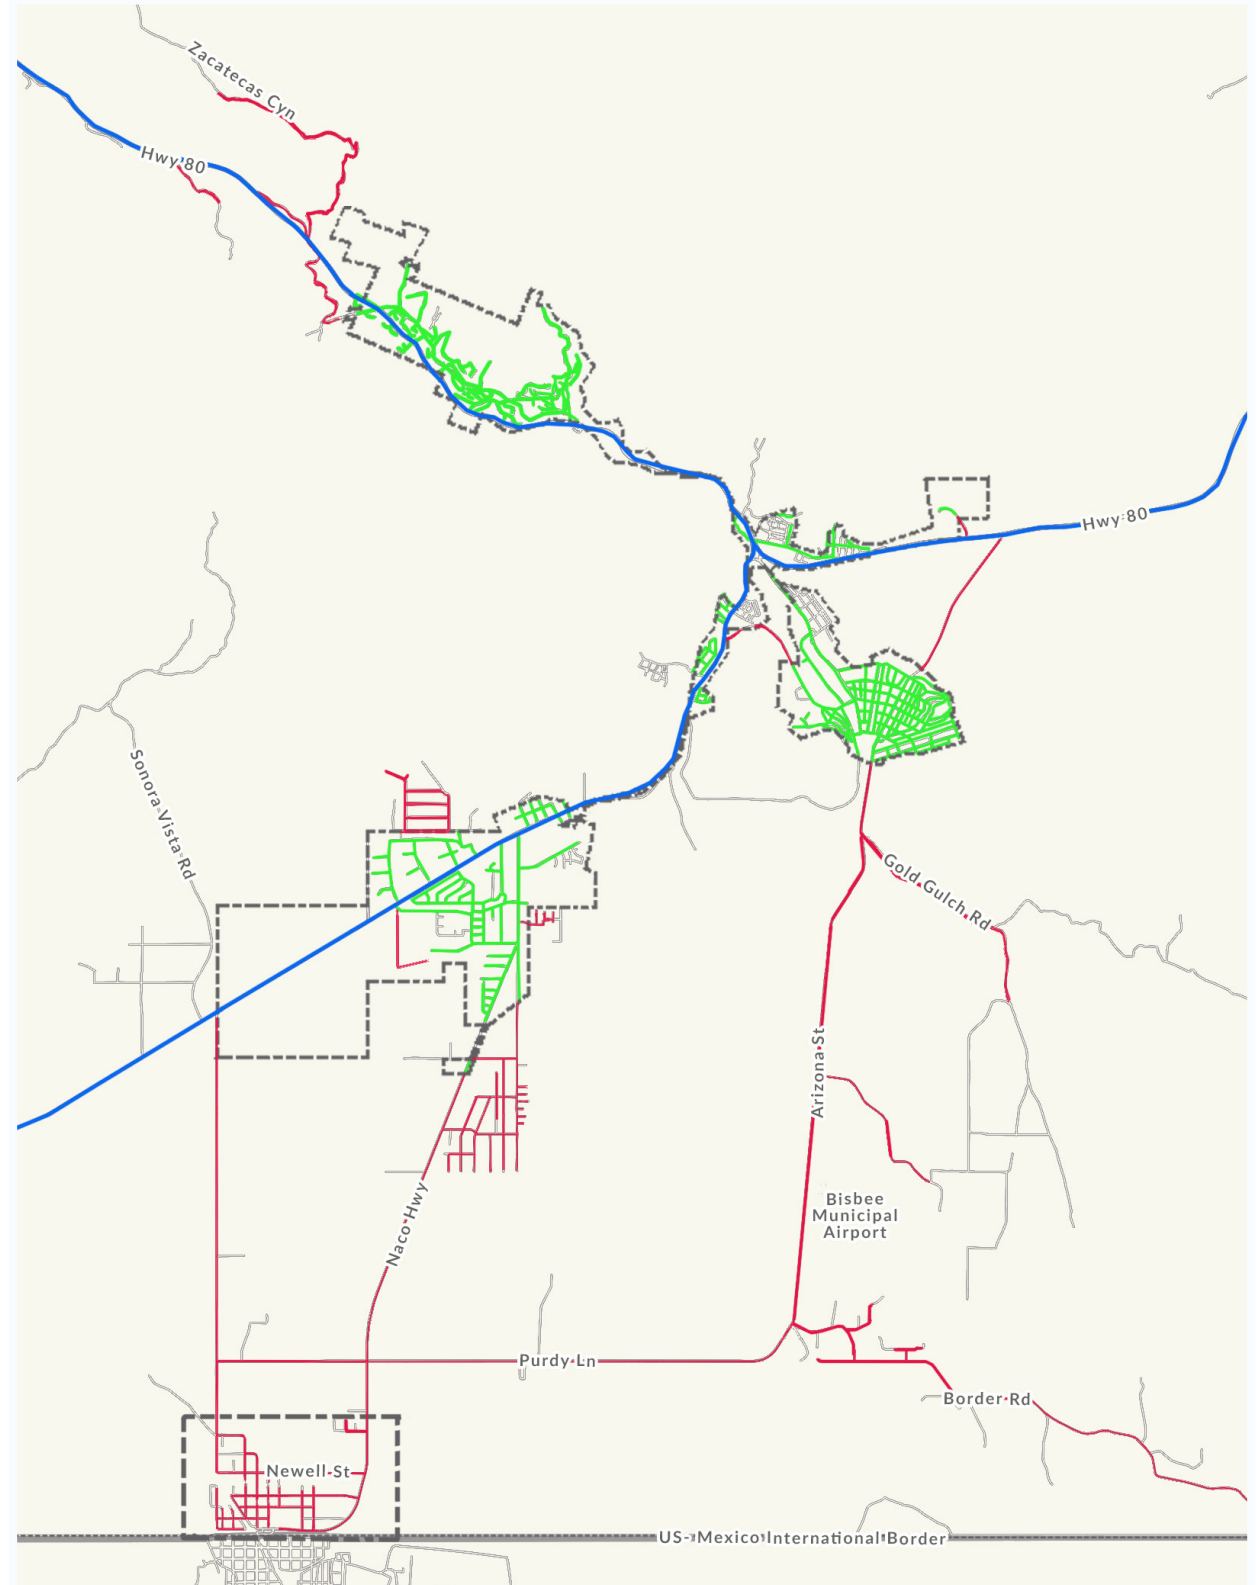 Zacatecas Cyn
Hwy 80
Hwy 80
Sonora Vista Rd
Gold Gulch Rd
Arizona St
Naco Hwy
Bisbee
Municipal
Airport
Purdy Ln
Border Rd
Newell St
US-Mexico International Border